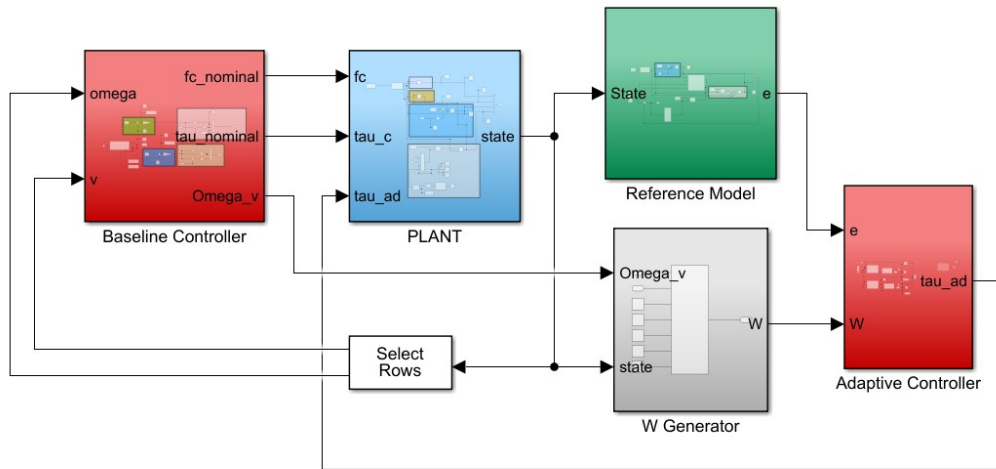 fc_nominal
omega
tau_nominal
v
Omega_v
Baseline Controller
fc
tau_c
state
tau_ad
PLANT
State
e
Reference Model
Omega_v
W
state
W Generator
e
tau_ad
W
Adaptive Controller
Select
Rows